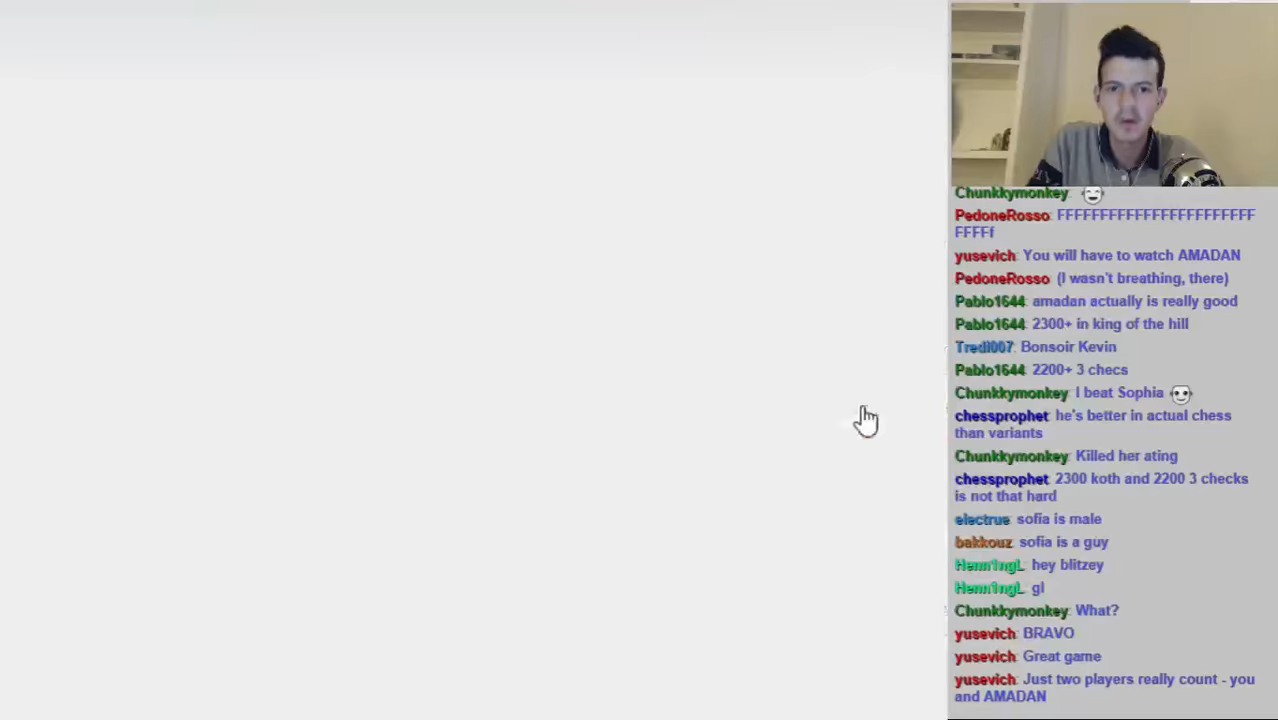 Chunkkymonkey:
PedoneRosso: FFFFFFFFFFFFFFFFFFFFFFF
FFFFf
yusevich: You will have to watch AMADAN
PedoneRosso: (I wasn't breathing, there)
Pablo1644: amadan actually is really good
Pablo1644: 2300+ in king of the hill
Tredl007: Bonsoir Kevin
Pablo1644: 2200+ 3 checs
Chunkkymonkey: I beat Sophia
chessprophet: he's better in actual chess
than variants
Chunkkymonkey: Killed her ating
chessprophet: 2300 koth and 2200 3 checks
is not that hard
electrue: sofia is male
bakkouz: sofia is a guy
Henn1ngL: hey blitzey
Henn1ngL: gl
Chunkkymonkey: What?
yusevich: BRAVO
yusevich: Great game
yusevich: Just two players really count - you
and AMADAN